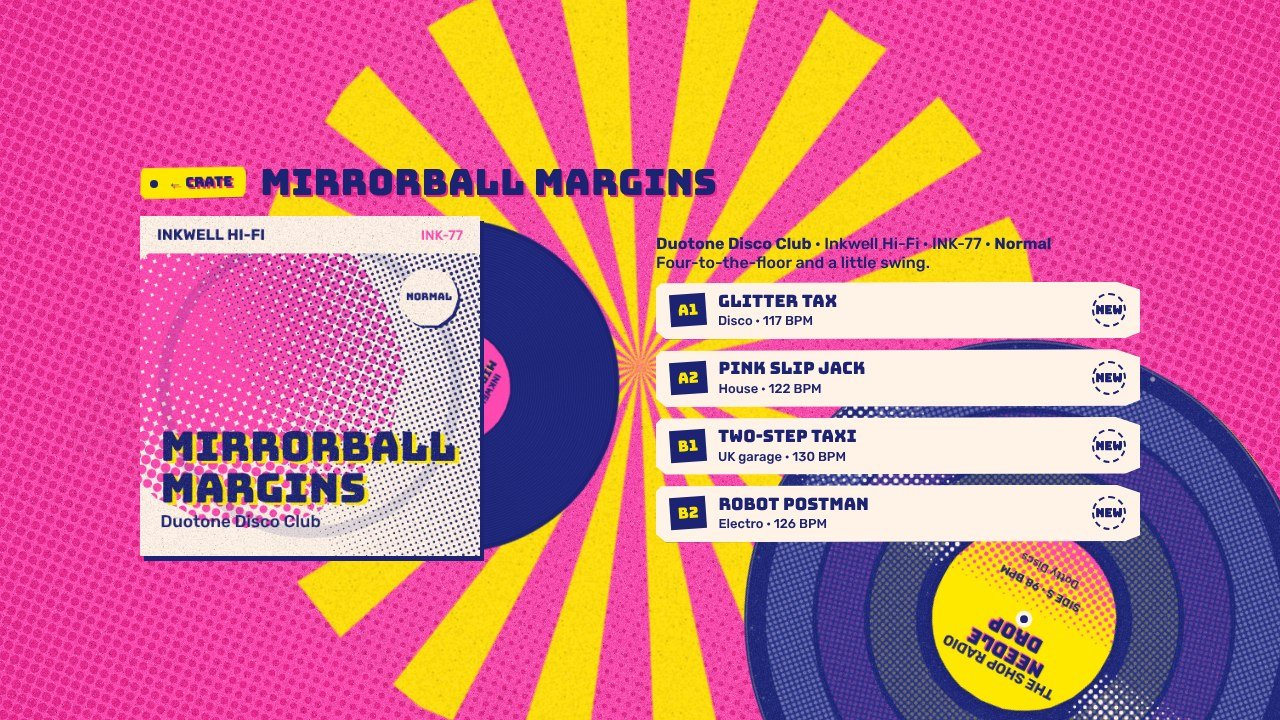 ← CRATE
MIRRORBALL MARGINS
INKWELL HI-FI
INK-77
NORMAL
MIRRORBALL
MARGINS
Duotone Disco Club
Duotone Disco Club • Inkwell Hi-Fi • INK-77 • Normal
Four-to-the-floor and a little swing.
A1
GLITTER TAX
Disco • 117 BPM
NEW
A2
PINK SLIP JACK
House • 122 BPM
NEW
B1
TWO-STEP TAXI
UK garage • 130 BPM
NEW
B2
ROBOT POSTMAN
Electro • 126 BPM
NEW
THE SHOP RADIO
NEEDLE
DROP
SIDE S • 96 BPM
Dotty Discs